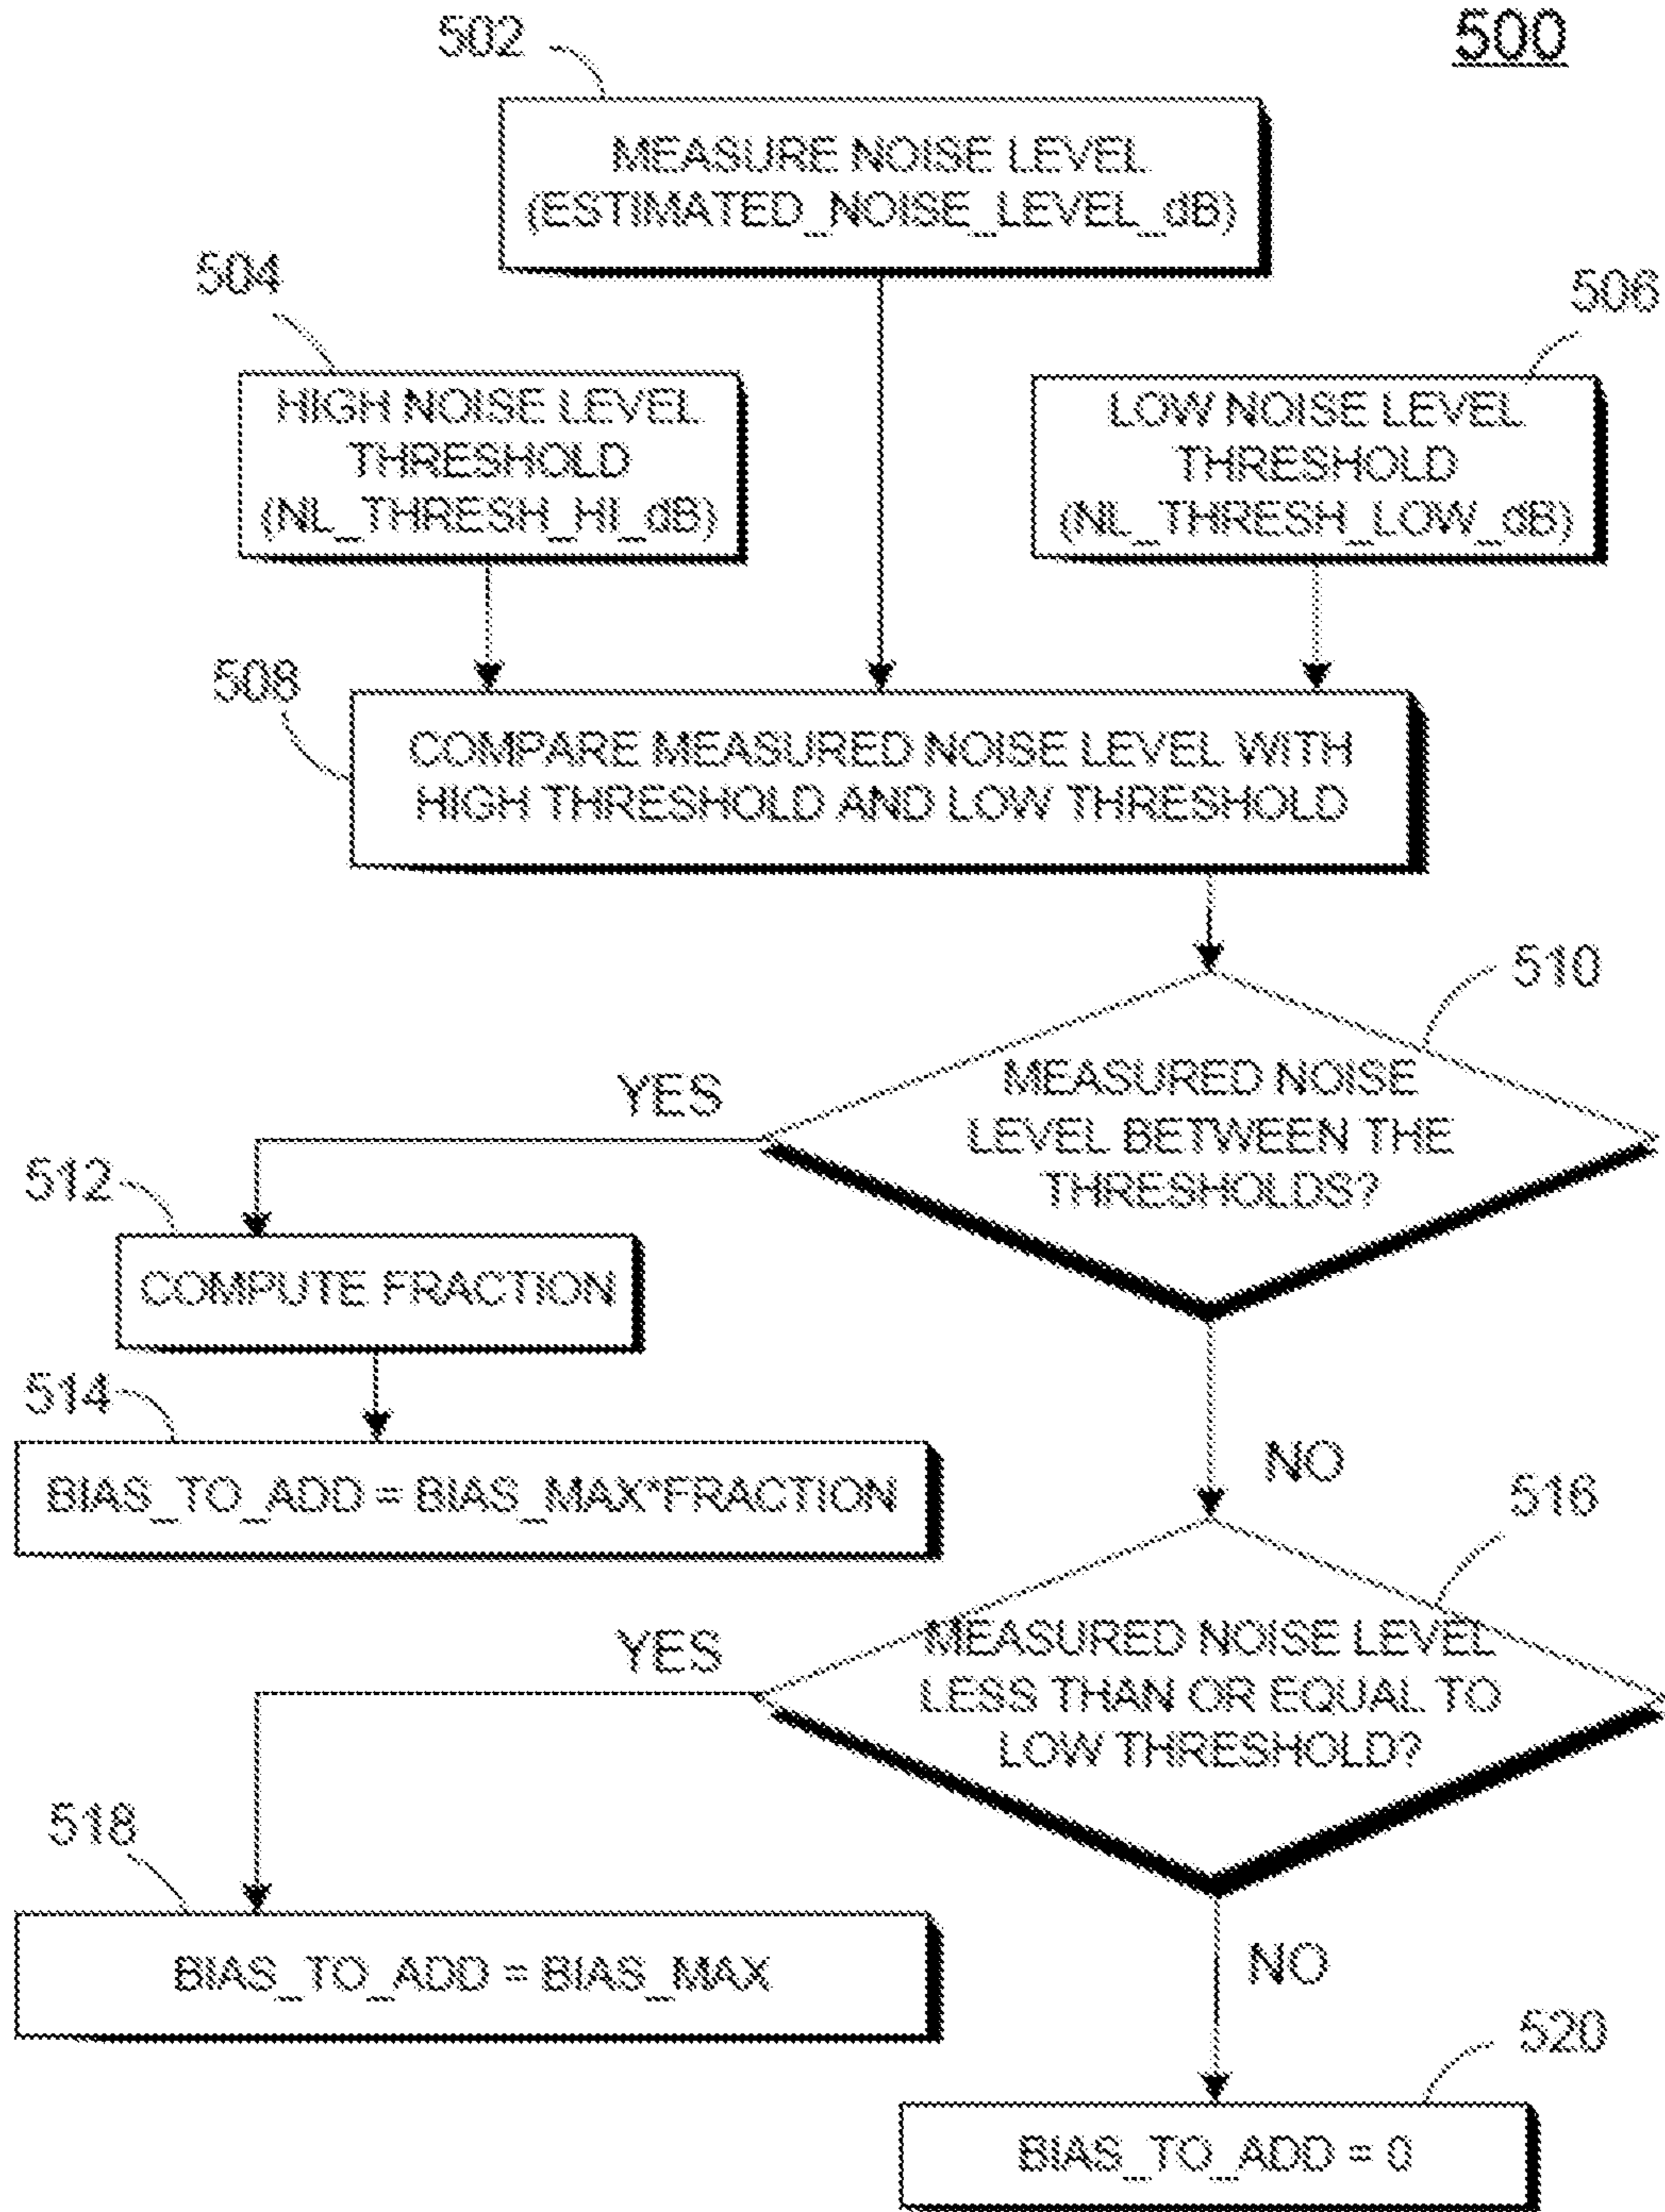 502
500
MEASURE NOISE LEVEL
(ESTIMATED_NOISE_LEVEL_dB)
504
506
HIGH NOISE LEVEL
THRESHOLD
(NL_THRESH_HI_dB)
LOW NOISE LEVEL
THRESHOLD
(NL_THRESH_LOW_dB)
508
COMPARE MEASURED NOISE LEVEL WITH
HIGH THRESHOLD AND LOW THRESHOLD
510
MEASURED NOISE
LEVEL BETWEEN THE
THRESHOLDS?
YES
512
COMPUTE FRACTION
514
BIAS_TO_ADD = BIAS_MAX*FRACTION
NO
516
MEASURED NOISE LEVEL
LESS THAN OR EQUAL TO
LOW THRESHOLD?
YES
518
BIAS_TO_ADD = BIAS_MAX
NO
520
BIAS_TO_ADD = 0